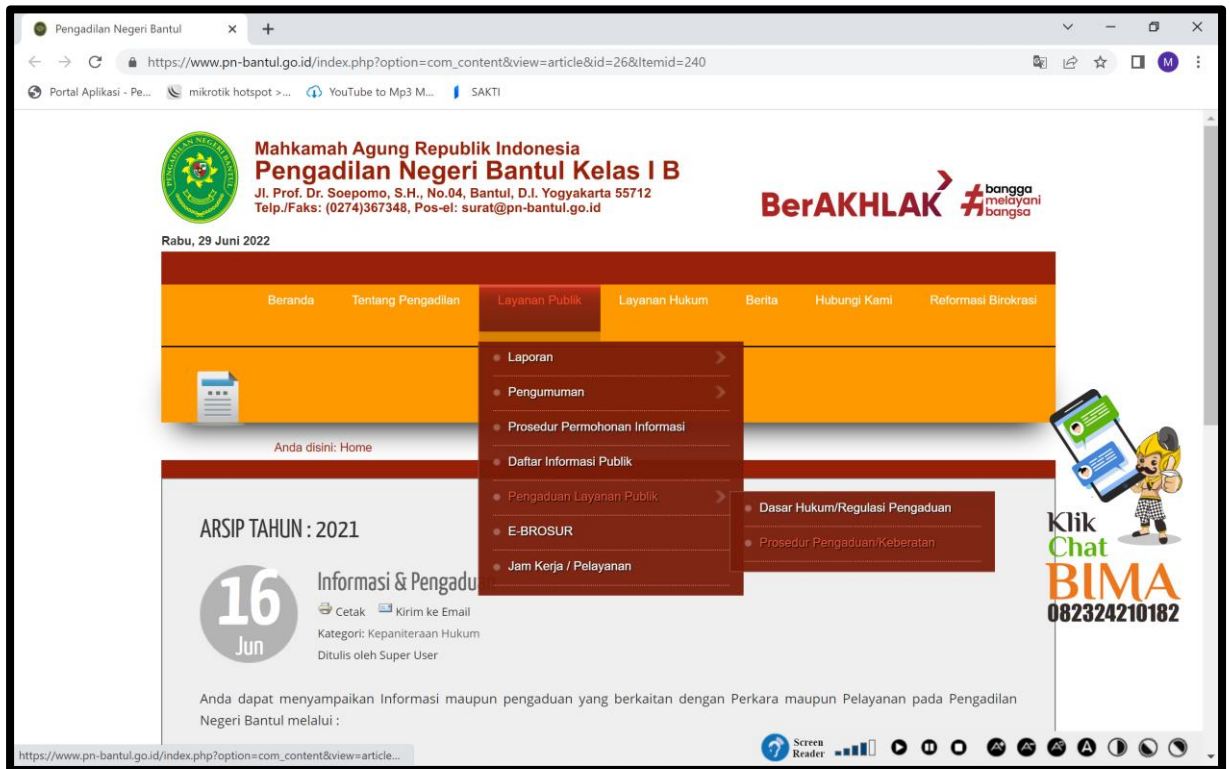 Pengadilan Negeri Bantul
https://www.pn-bantul.go.id/index.php?option=com_content&view=article&id=26&Itemid=240
M
Portal Aplikasi - Pe... mikrotik hotspot >... YouTube to Mp3 M... SAKTI
PENGADILAN NEGERI BANTUL
Mahkamah Agung Republik Indonesia
Pengadilan Negeri Bantul Kelas I B
Jl. Prof. Dr. Soepomo, S.H., No.04, Bantul, D.I. Yogyakarta 55712
Telp./Faks: (0274)367348, Pos-el: surat@pn-bantul.go.id
BerAKHLAK
# bangga
melayani
bangsa
Rabu, 29 Juni 2022
Beranda Tentang Pengadilan Layanan Publik Layanan Hukum Berita Hubungi Kami Reformasi Birokrasi
Laporan
Pengumuman
Prosedur Permohonan Informasi
Daftar Informasi Publik
Pengaduan Layanan Publik
E-BROSUR
Jam Kerja / Pelayanan
Dasar Hukum/Regulasi Pengaduan
Prosedur Pengaduan/Keberatan
Anda disini: Home
ARSIP TAHUN : 2021
16
Jun
Informasi & Pengadu
Cetak Kirim ke Email
Kategori: Kepaniteraan Hukum
Ditulis oleh Super User
Anda dapat menyampaikan Informasi maupun pengaduan yang berkaitan dengan Perkara maupun Pelayanan pada Pengadilan
Negeri Bantul melalui :
Klik
Chat
BIMA
082324210182
https://www.pn-bantul.go.id/index.php?option=com_content&view=article...
Screen
Reader